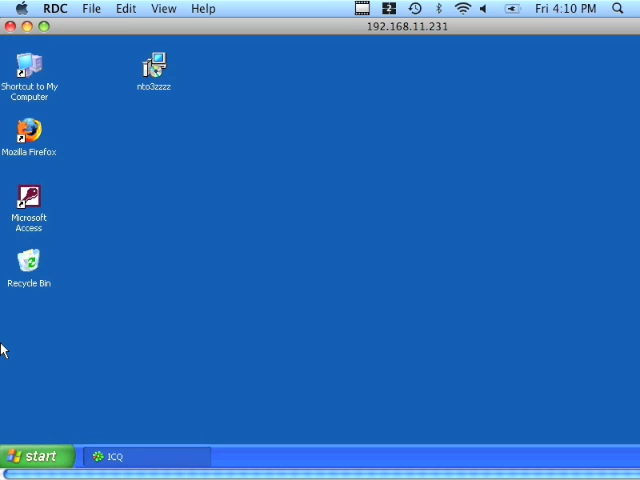 RDC File Edit View Help 2 Fri 4:10 PM
192.168.11.231
Shortcut to My
Computer
nto3zzzz
Mozilla Firefox
Microsoft
Access
Recycle Bin
start ICQ